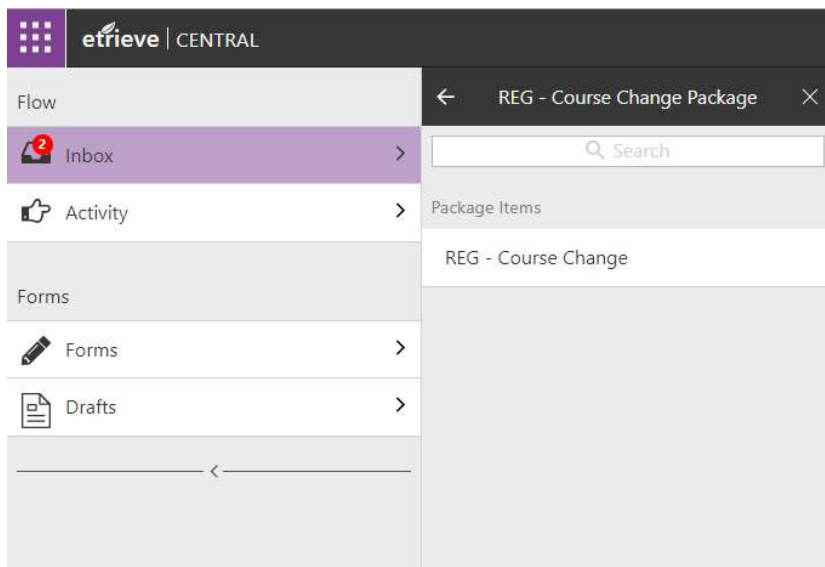 etrieve | CENTRAL
Flow
2
Inbox
Activity
Forms
Forms
Drafts
REG - Course Change Package
Search
Package Items
REG - Course Change